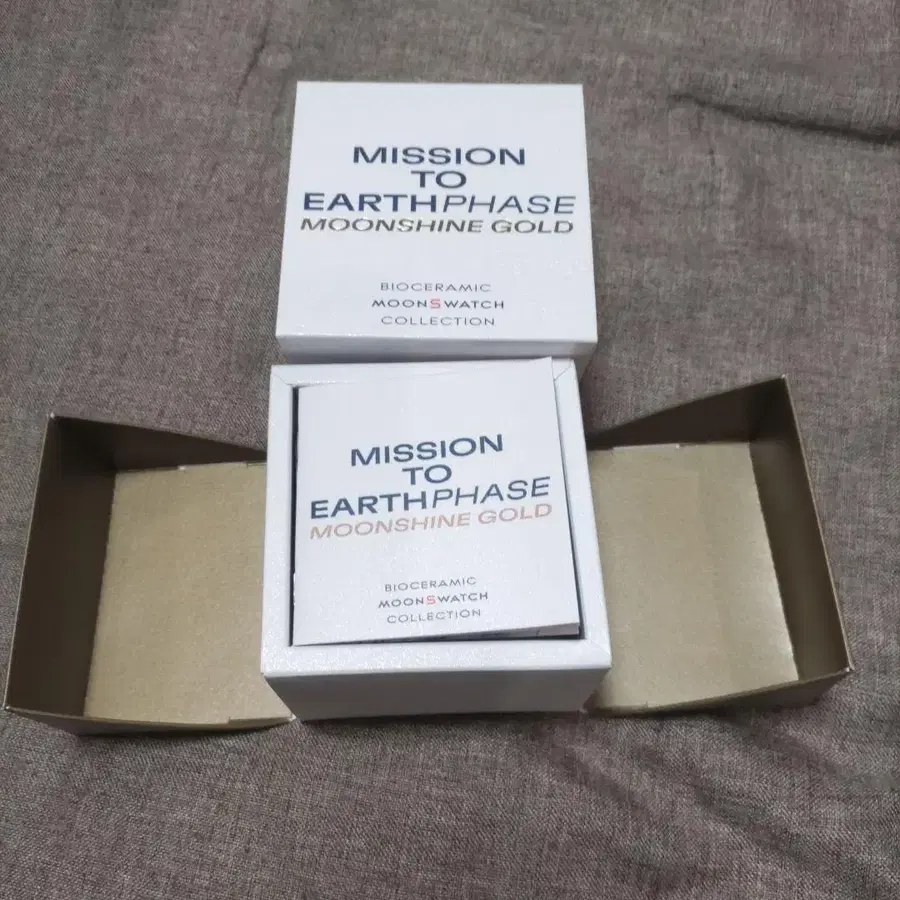 MISSION
TO
EARTHPHASE
MOONSHINE GOLD
BIOCERAMIC
MOONSWATCH
COLLECTION
MISSION
TO
EARTHPHASE
MOONSHINE GOLD
BIOCERAMIC
MOONSWATCH
COLLECTION